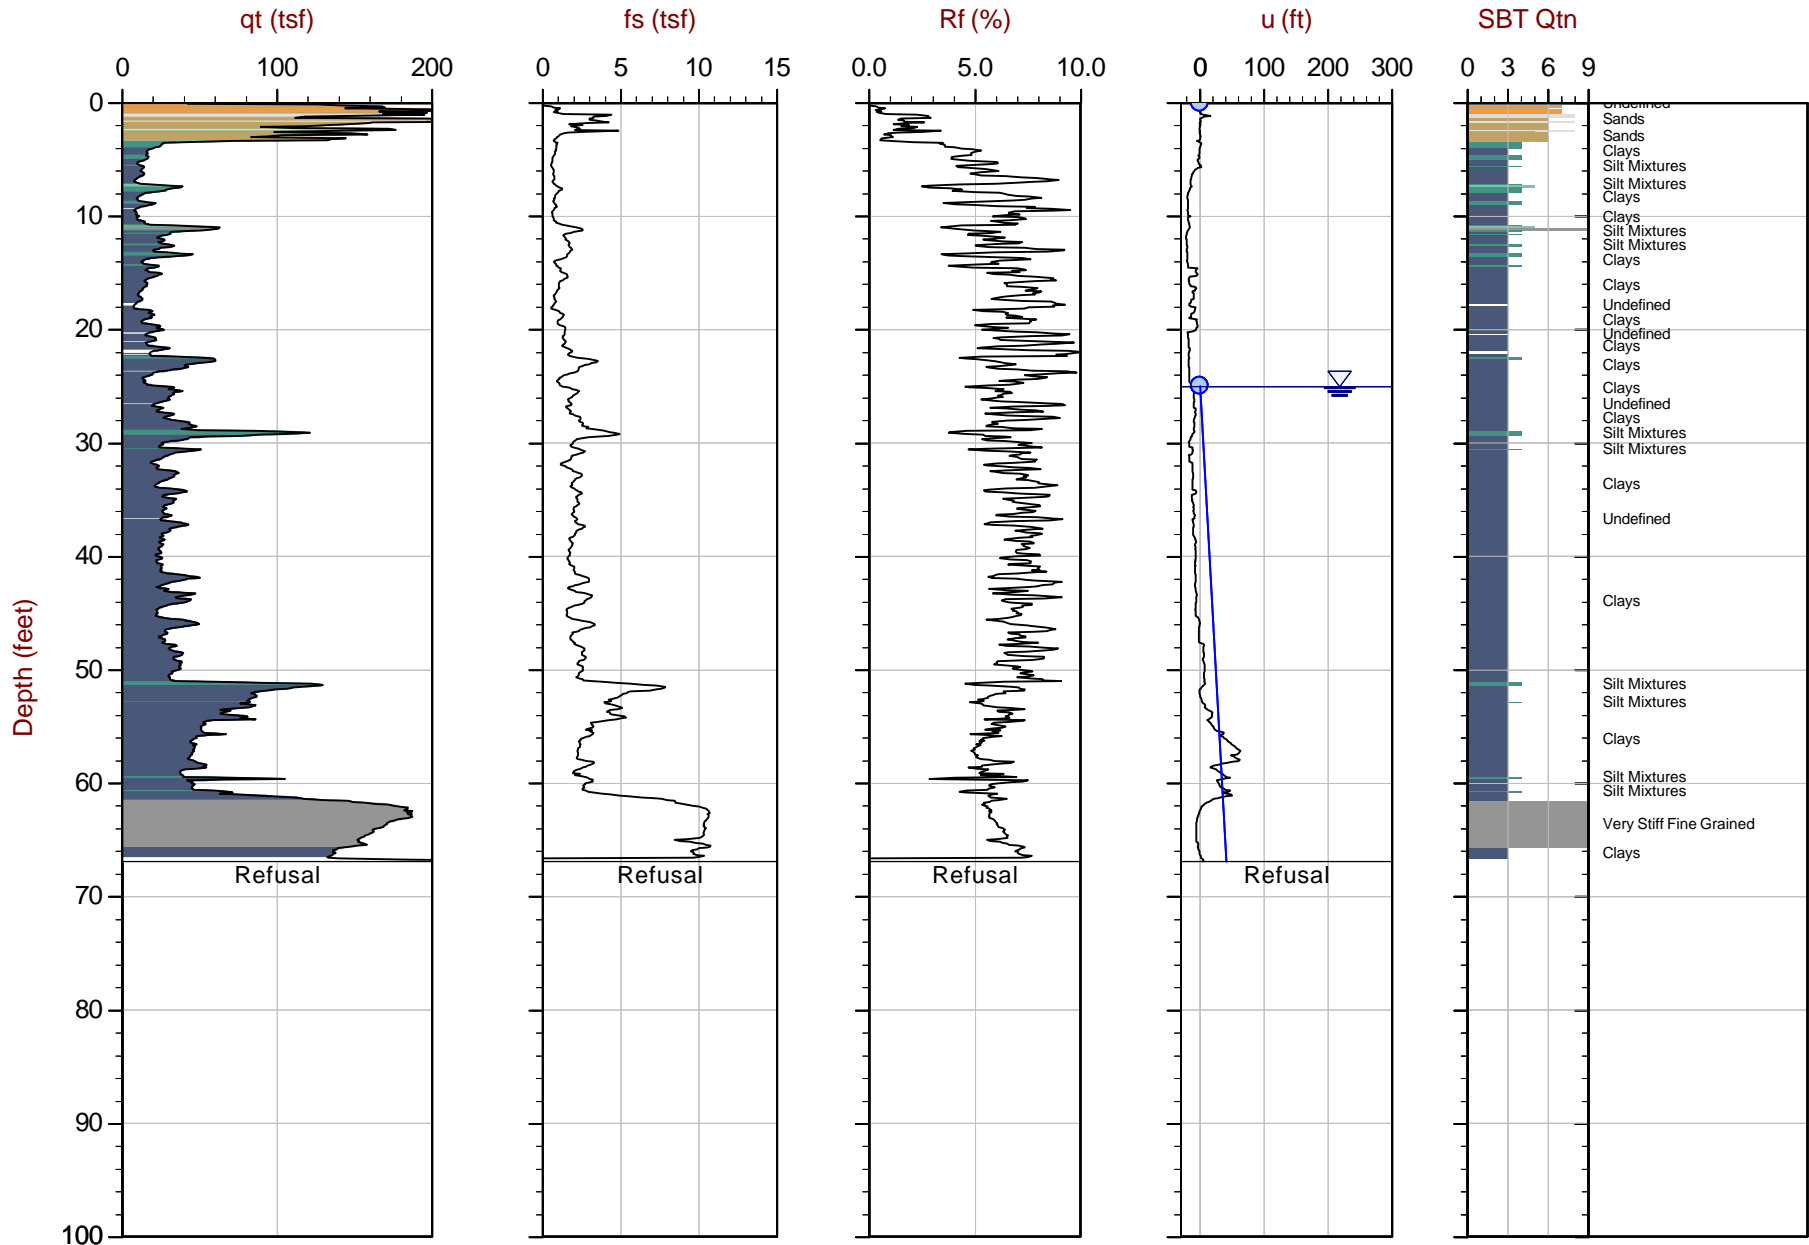 qt (tsf) fs (tsf) Rf (%) u (ft) SBT Qtn
0 100 200 0 5 10 15 0.0 5.0 10.0 0 100 200 300 0 3 6 9
0
10
20
30
40
50
60
70
80
90
100
Depth (feet)
Undefined
Sands
Sands
Clays
Silt Mixtures
Silt Mixtures
Clays
Clays
Silt Mixtures
Silt Mixtures
Clays
Clays
Undefined
Clays
Undefined
Clays
Clays
Clays
Undefined
Clays
Silt Mixtures
Silt Mixtures
Clays
Undefined
Clays
Silt Mixtures
Silt Mixtures
Clays
Silt Mixtures
Silt Mixtures
Very Stiff Fine Grained
Clays
Refusal Refusal Refusal Refusal